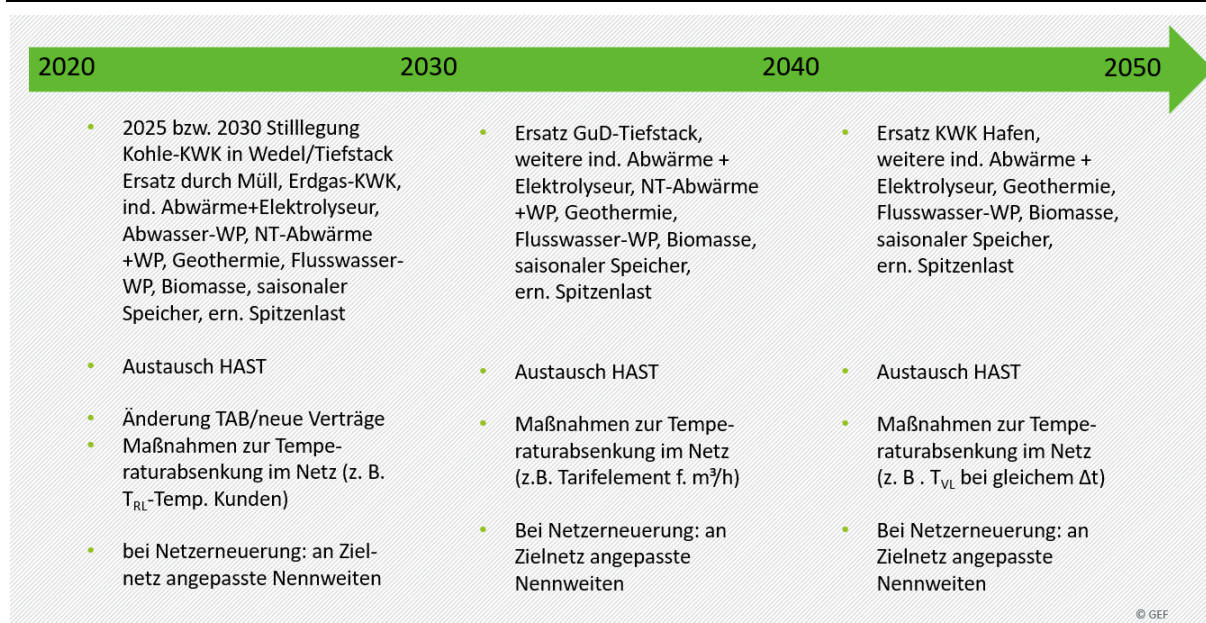 2020 2030 2040 2050
• 2025 bzw. 2030 Stilllegung
Kohle-KWK in Wedel/Tiefstack
Ersatz durch Müll, Erdgas-KWK,
ind. Abwärme+Elektrolyseur,
Abwasser-WP, NT-Abwärme
+WP, Geothermie, Flusswasser-
WP, Biomasse, saisonaler
Speicher, ern. Spitzenlast
• Austausch HAST
• Änderung TAB/neue Verträge
• Maßnahmen zur Tempe-
raturabsenkung im Netz (z. B.
T_RL-Temp. Kunden)
• bei Netzerneuerung: an Ziel-
netz angepasste Nennweiten
• Ersatz GuD-Tiefstack,
weitere ind. Abwärme +
Elektrolyseur, NT-Abwärme
+WP, Geothermie,
Flusswasser-WP, Biomasse,
saisonaler Speicher,
ern. Spitzenlast
• Austausch HAST
• Maßnahmen zur Tempe-
raturabsenkung im Netz
(z.B. Tarifelement f. m³/h)
• Bei Netzerneuerung: an
Zielnetz angepasste
Nennweiten
• Ersatz KWK Hafen,
weitere ind. Abwärme +
Elektrolyseur, Geothermie,
Flusswasser-WP, Biomasse,
saisonaler Speicher,
ern. Spitzenlast
• Austausch HAST
• Maßnahmen zur Tempe-
raturabsenkung im Netz
(z. B . T_VL bei gleichem Δt)
• Bei Netzerneuerung: an
Zielnetz angepasste
Nennweiten
© GEF